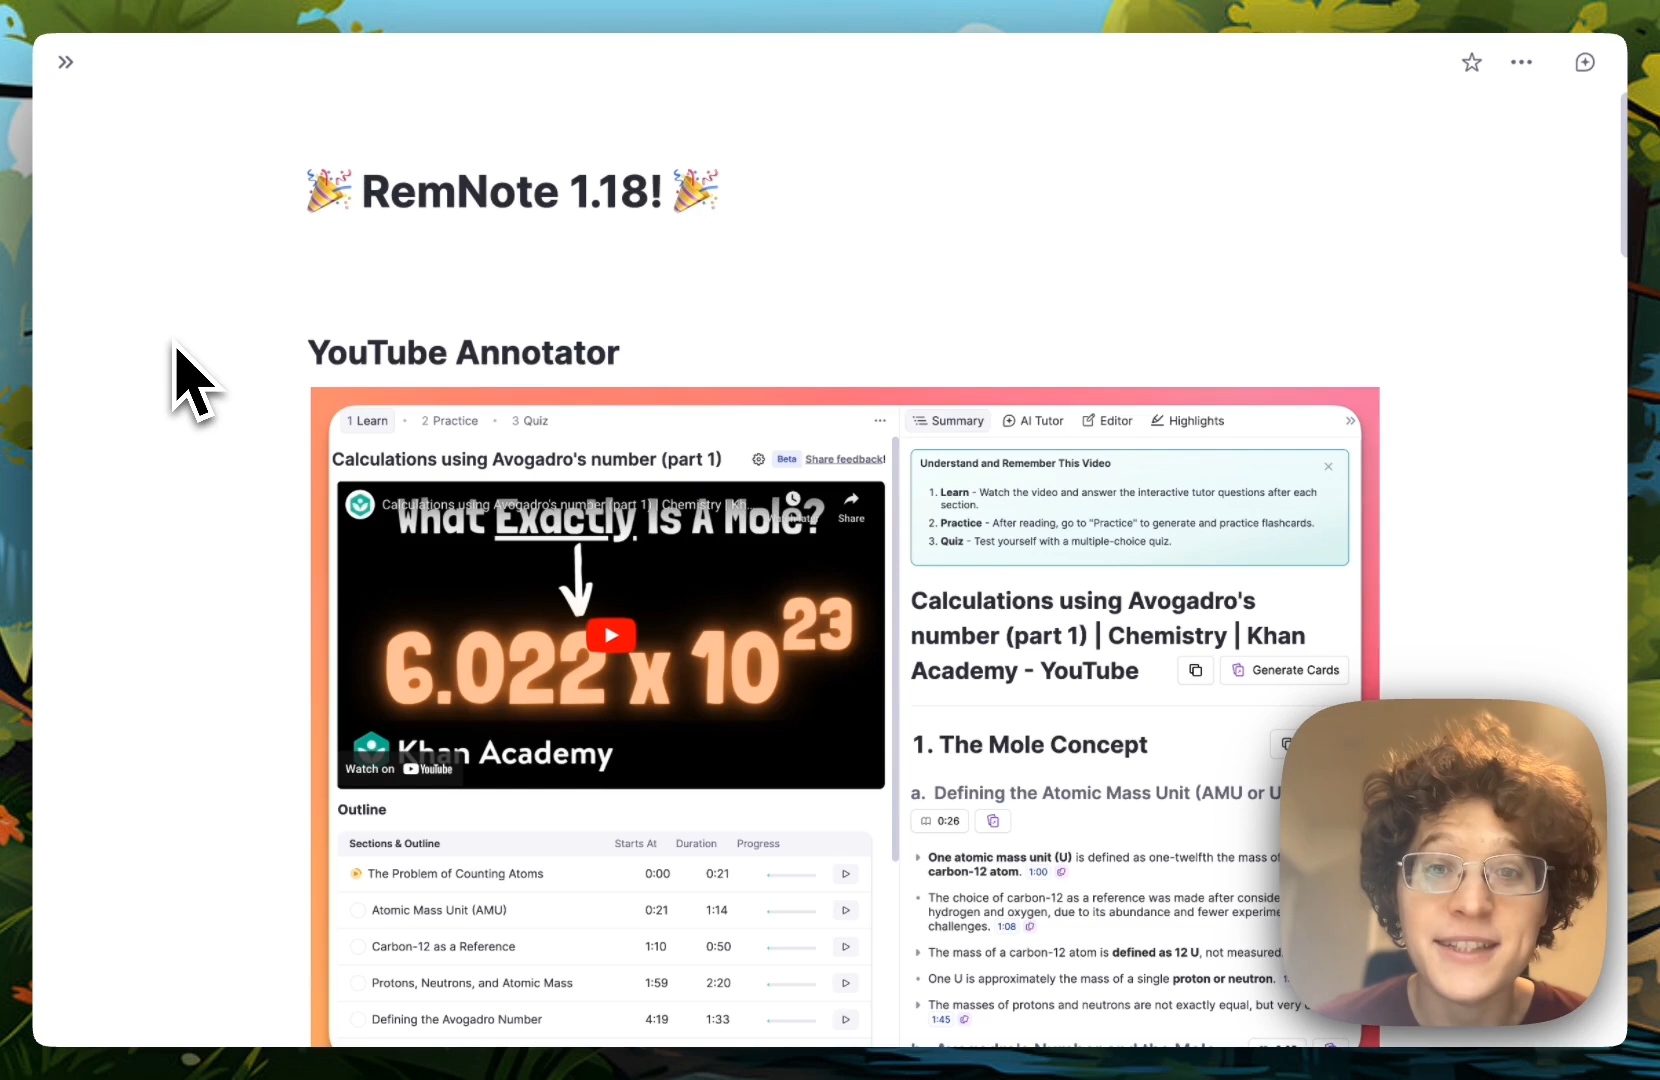 RemNote 1.18!
YouTube Annotator
1 Learn • 2 Practice • 3 Quiz
Calculations using Avogadro's number (part 1)
Beta Share feedback!
Calculations using Avogadro's number (part 1) | Chemistry | Kh...
Share
What Exactly Is A Mole?
6.022 x 10²³
Khan Academy
Watch on YouTube
Outline
Sections & Outline Starts At Duration Progress
The Problem of Counting Atoms 0:00 0:21
Atomic Mass Unit (AMU) 0:21 1:14
Carbon-12 as a Reference 1:10 0:50
Protons, Neutrons, and Atomic Mass 1:59 2:20
Defining the Avogadro Number 4:19 1:33
Summary AI Tutor Editor Highlights
Understand and Remember This Video
1. Learn - Watch the video and answer the interactive tutor questions after each
section.
2. Practice - After reading, go to "Practice" to generate and practice flashcards.
3. Quiz - Test yourself with a multiple-choice quiz.
Calculations using Avogadro's
number (part 1) | Chemistry | Khan
Academy - YouTube
Generate Cards
1. The Mole Concept
a. Defining the Atomic Mass Unit (AMU or U
0:26
One atomic mass unit (U) is defined as one-twelfth the mass of
carbon-12 atom. 1:00
The choice of carbon-12 as a reference was made after conside
hydrogen and oxygen, due to its abundance and fewer experime
challenges. 1:08
The mass of a carbon-12 atom is defined as 12 U, not measured.
One U is approximately the mass of a single proton or neutron.
The masses of protons and neutrons are not exactly equal, but very
1:45